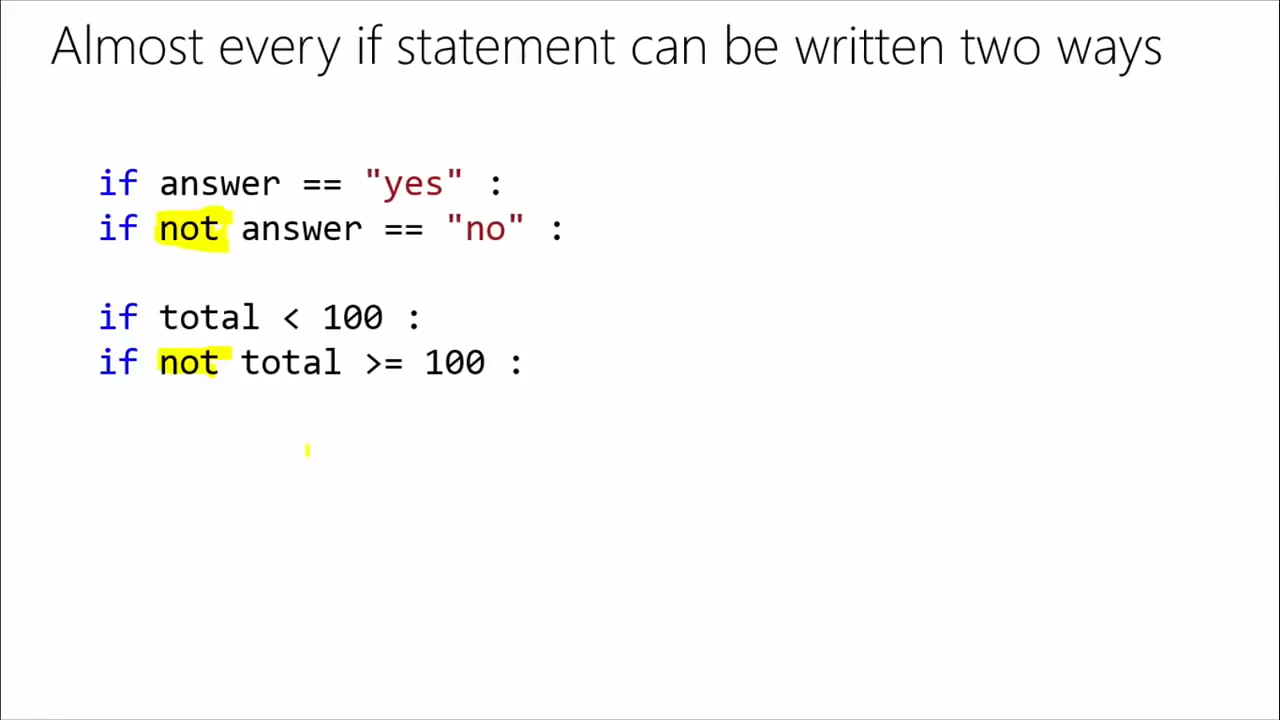 Almost every if statement can be written two ways
if answer == "yes" :
if not answer == "no" :
if total < 100 :
if not total >= 100 :